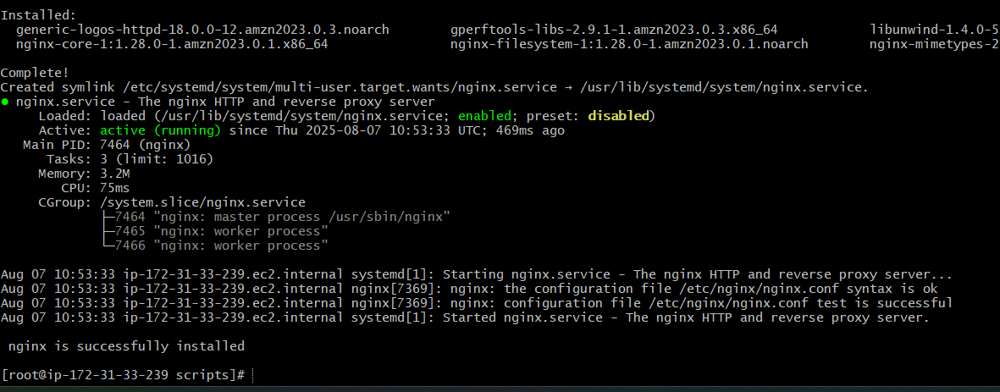 Installed:
generic-logos-httpd-18.0.0-12.amzn2023.0.3.noarch gperftools-libs-2.9.1-1.amzn2023.0.3.x86_64 libunwind-1.4.0-5
nginx-core-1:1.28.0-1.amzn2023.0.1.x86_64 nginx-filesystem-1:1.28.0-1.amzn2023.0.1.noarch nginx-mimetypes-2
Complete!
Created symlink /etc/systemd/system/multi-user.target.wants/nginx.service → /usr/lib/systemd/system/nginx.service.
● nginx.service - The nginx HTTP and reverse proxy server
Loaded: loaded (/usr/lib/systemd/system/nginx.service; enabled; preset: disabled)
Active: active (running) since Thu 2025-08-07 10:53:33 UTC; 469ms ago
Main PID: 7464 (nginx)
Tasks: 3 (limit: 1016)
Memory: 3.2M
CPU: 75ms
CGroup: /system.slice/nginx.service
├─7464 "nginx: master process /usr/sbin/nginx"
├─7465 "nginx: worker process"
└─7466 "nginx: worker process"
Aug 07 10:53:33 ip-172-31-33-239.ec2.internal systemd[1]: Starting nginx.service - The nginx HTTP and reverse proxy server...
Aug 07 10:53:33 ip-172-31-33-239.ec2.internal nginx[7369]: nginx: the configuration file /etc/nginx/nginx.conf syntax is ok
Aug 07 10:53:33 ip-172-31-33-239.ec2.internal nginx[7369]: nginx: configuration file /etc/nginx/nginx.conf test is successful
Aug 07 10:53:33 ip-172-31-33-239.ec2.internal systemd[1]: Started nginx.service - The nginx HTTP and reverse proxy server.
nginx is successfully installed
[root@ip-172-31-33-239 scripts]#